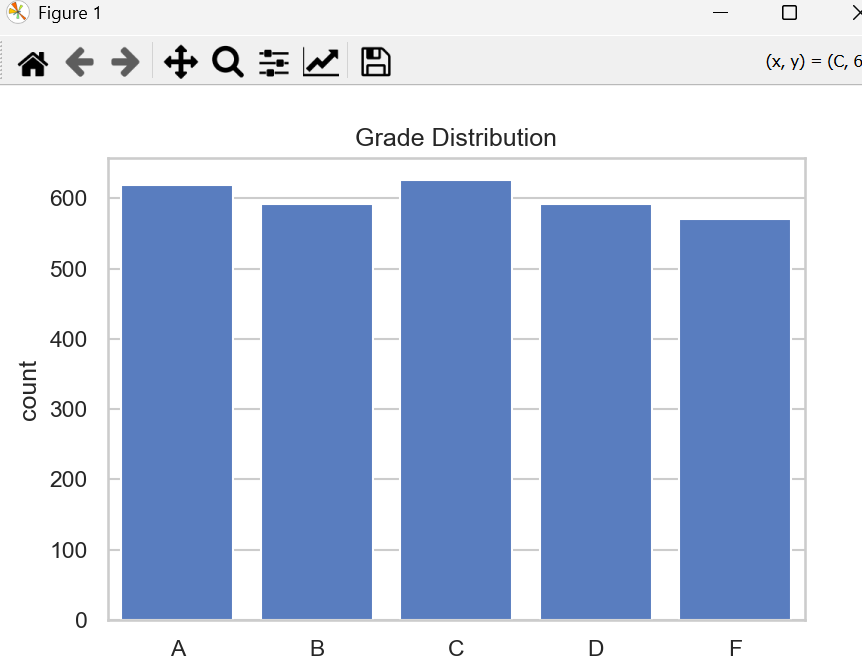 Figure 1
(x, y) = (C, 6
Grade Distribution
600
500
400
300
200
100
0
count
A B C D F